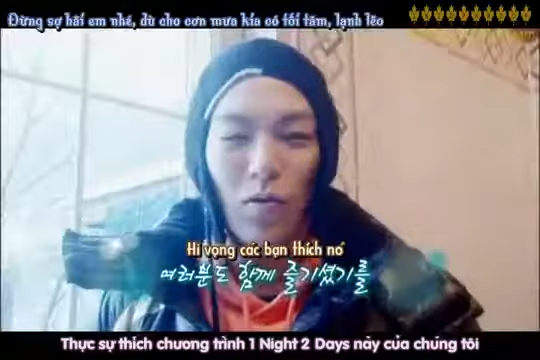 Đừng sợ hãi em nhé, dù cho cơn mưa kia có tối tăm, lạnh lẽo
Hi vọng các bạn thích nó
여러분도 함께 즐기셨기를
Thực sự thích chương trình 1 Night 2 Days này của chúng tôi